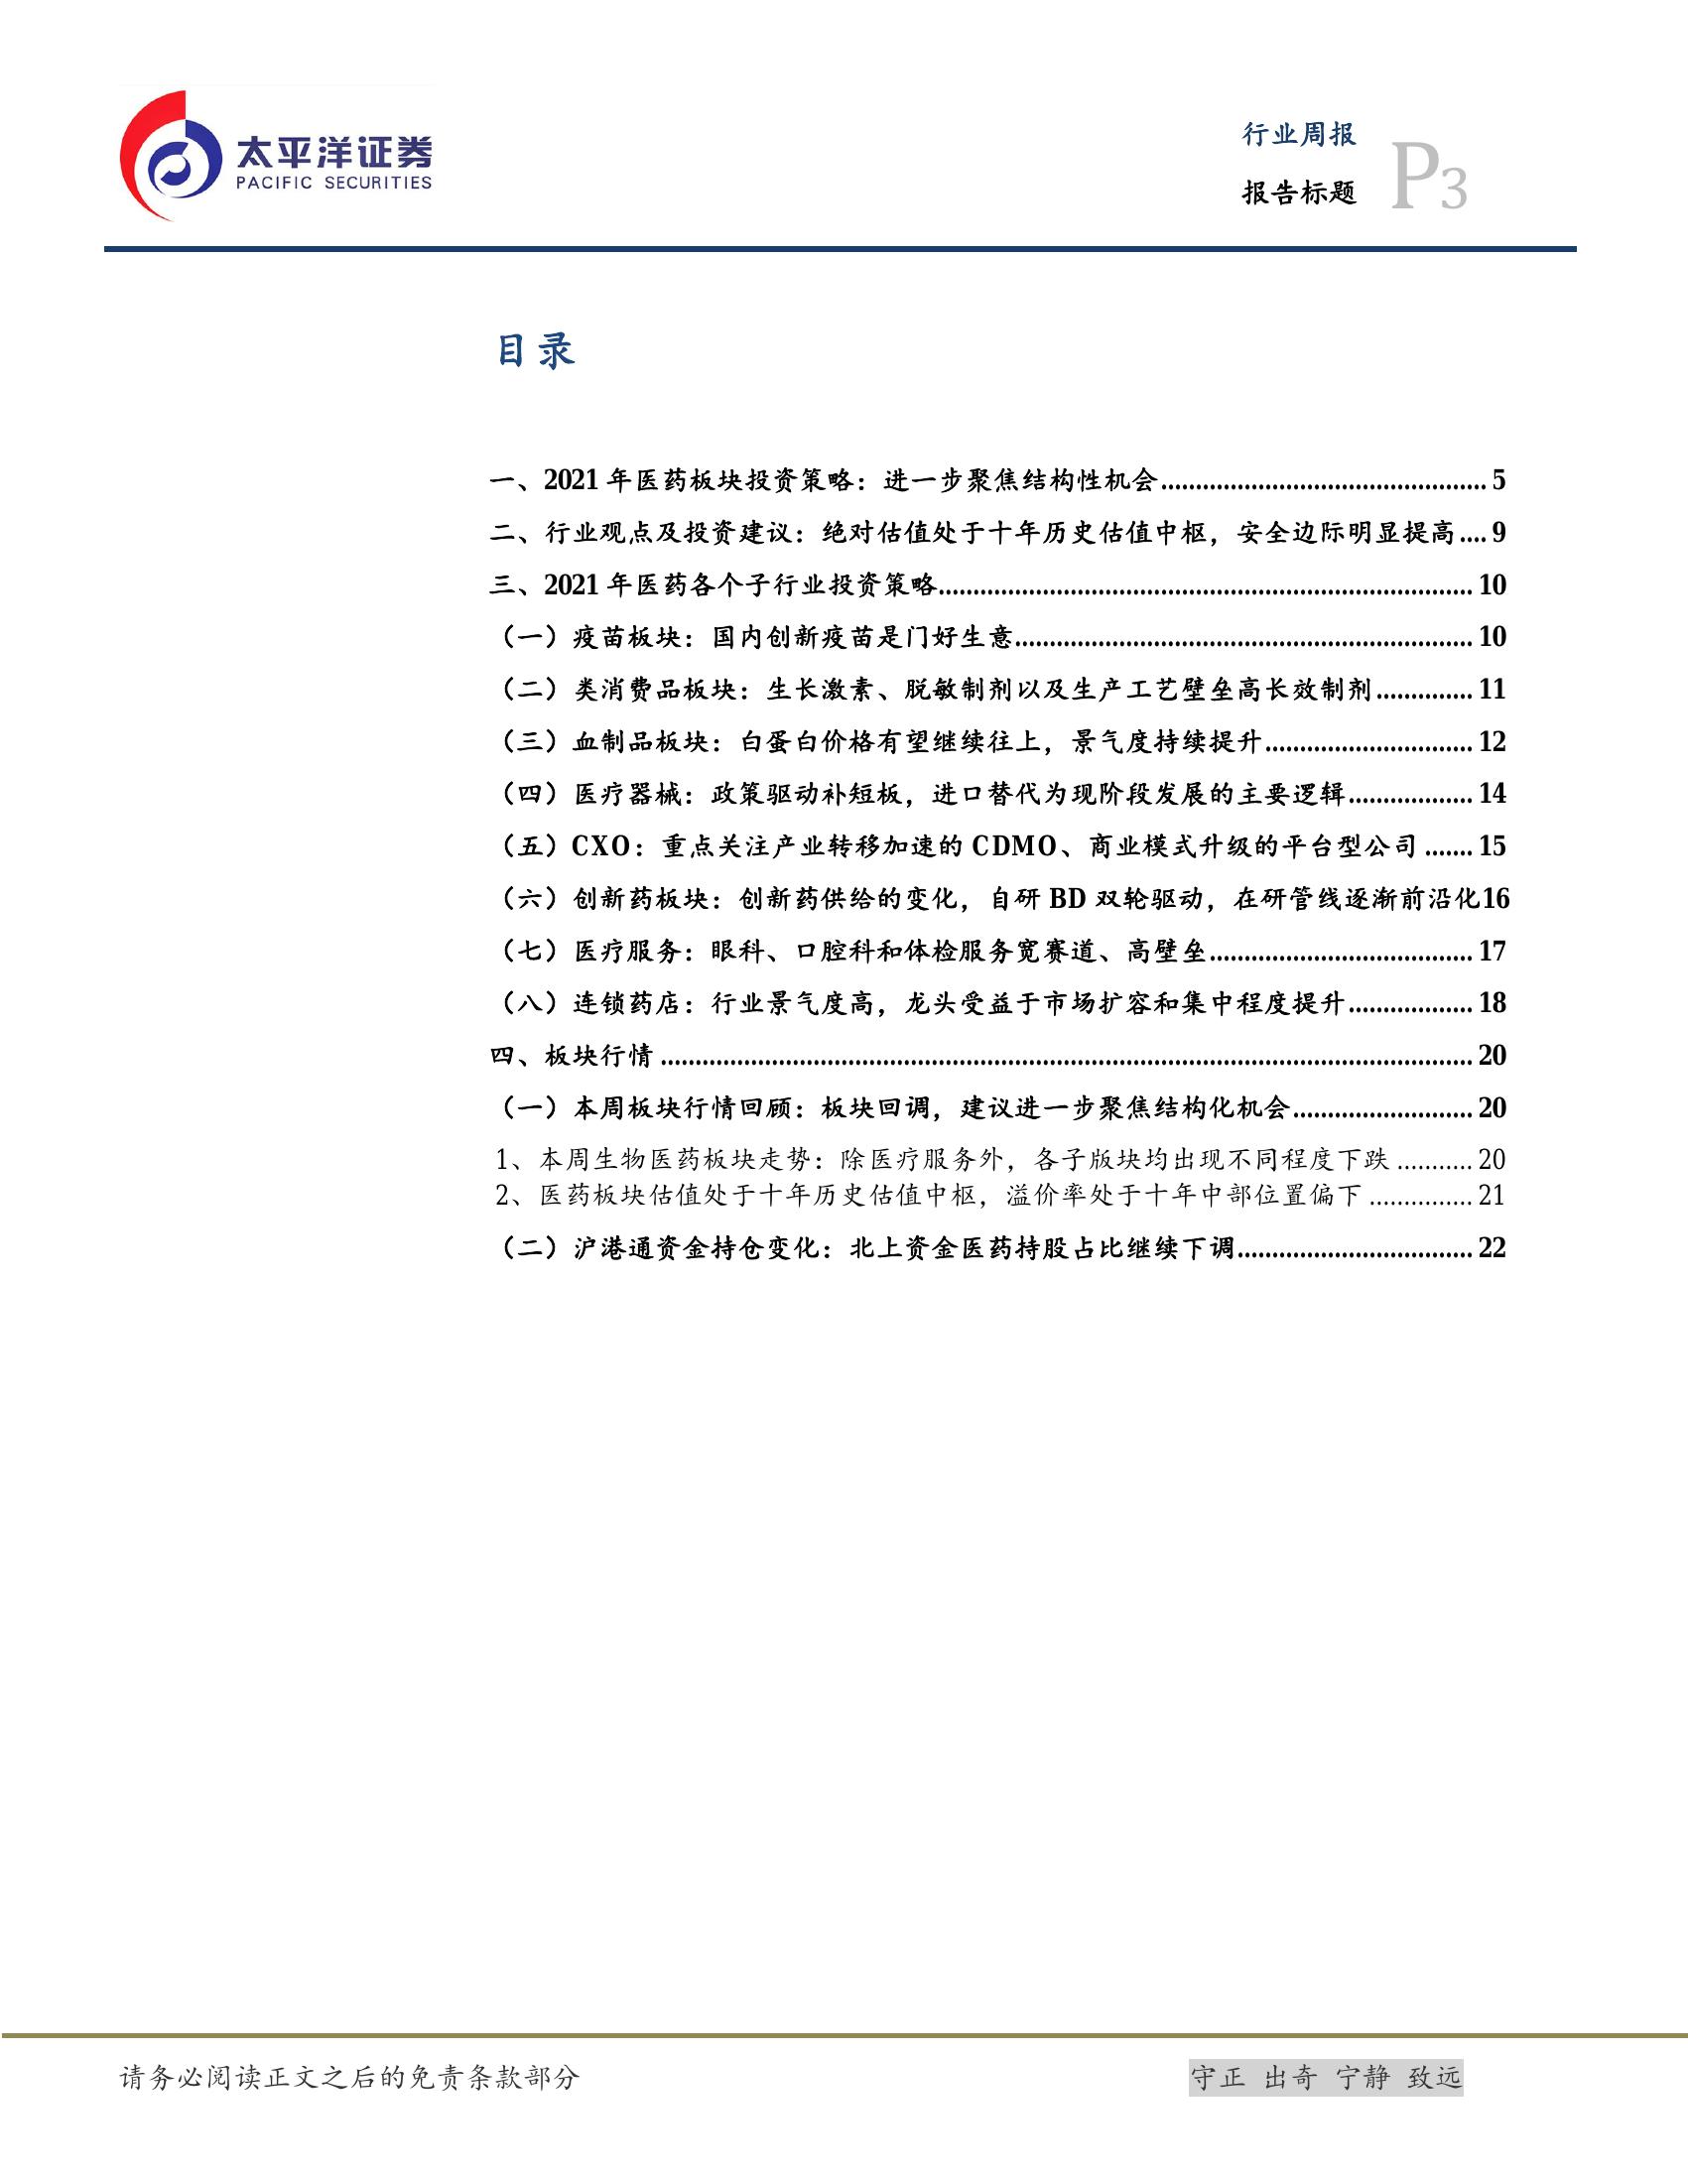 太平洋证券
PACIFIC SECURITIES
行业周报
报告标题
P3
目录
一、2021 年医药板块投资策略：进一步聚焦结构性机会............................................... 5
二、行业观点及投资建议：绝对估值处于十年历史估值中枢，安全边际明显提高.... 9
三、2021 年医药各个子行业投资策略............................................................................. 10
（一）疫苗板块：国内创新疫苗是门好生意.................................................................. 10
（二）类消费品板块：生长激素、脱敏制剂以及生产工艺壁垒高长效制剂.............. 11
（三）血制品板块：白蛋白价格有望继续往上，景气度持续提升.............................. 12
（四）医疗器械：政策驱动补短板，进口替代为现阶段发展的主要逻辑.................. 14
（五）CXO：重点关注产业转移加速的 CDMO、商业模式升级的平台型公司 ....... 15
（六）创新药板块：创新药供给的变化，自研 BD 双轮驱动，在研管线逐渐前沿化16
（七）医疗服务：眼科、口腔科和体检服务宽赛道、高壁垒...................................... 17
（八）连锁药店：行业景气度高，龙头受益于市场扩容和集中程度提升.................. 18
四、板块行情 ..................................................................................................................... 20
（一）本周板块行情回顾：板块回调，建议进一步聚焦结构化机会.......................... 20
1、本周生物医药板块走势：除医疗服务外，各子版块均出现不同程度下跌 ........... 20
2、医药板块估值处于十年历史估值中枢，溢价率处于十年中部位置偏下 ............... 21
（二）沪港通资金持仓变化：北上资金医药持股占比继续下调.................................. 22
请务必阅读正文之后的免责条款部分
守正 出奇 宁静 致远